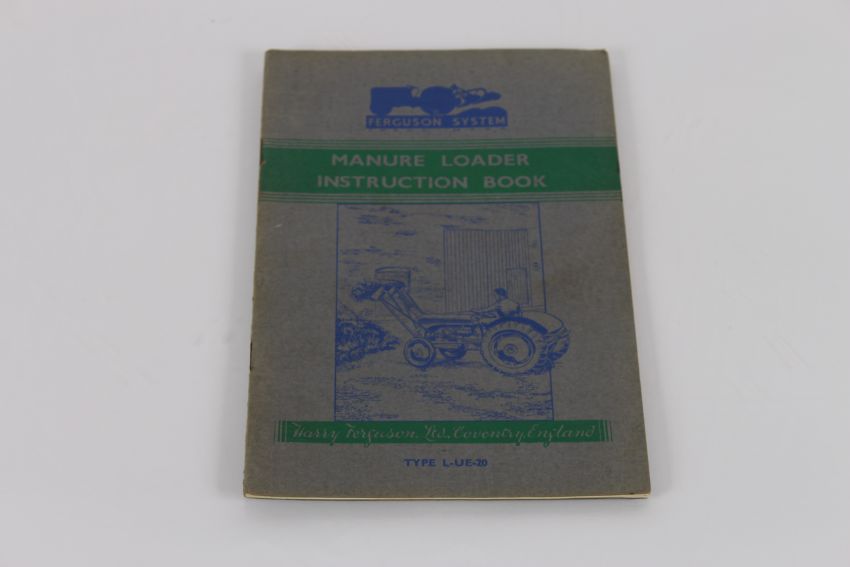 FERGUSON SYSTEM
MANURE LOADER
INSTRUCTION BOOK
Harry Ferguson, Ltd., Coventry, England
TYPE L-UE-20